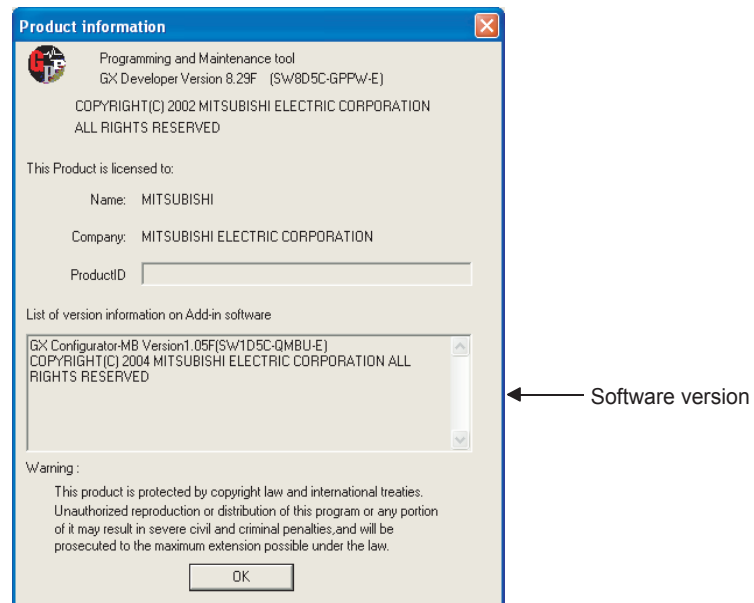 Product information
Programming and Maintenance tool
GX Developer Version 8.29F (SW8D5C-GPPW-E)
COPYRIGHT(C) 2002 MITSUBISHI ELECTRIC CORPORATION
ALL RIGHTS RESERVED
This Product is licensed to:
Name: MITSUBISHI
Company: MITSUBISHI ELECTRIC CORPORATION
ProductID
List of version information on Add-in software
GX Configurator-MB Version1.05F(SW1D5C-QMBU-E)
COPYRIGHT(C) 2004 MITSUBISHI ELECTRIC CORPORATION ALL
RIGHTS RESERVED
Software version
Warning :
This product is protected by copyright law and international treaties.
Unauthorized reproduction or distribution of this program or any portion
of it may result in severe civil and criminal penalties,and will be
prosecuted to the maximum extension possible under the law.
OK